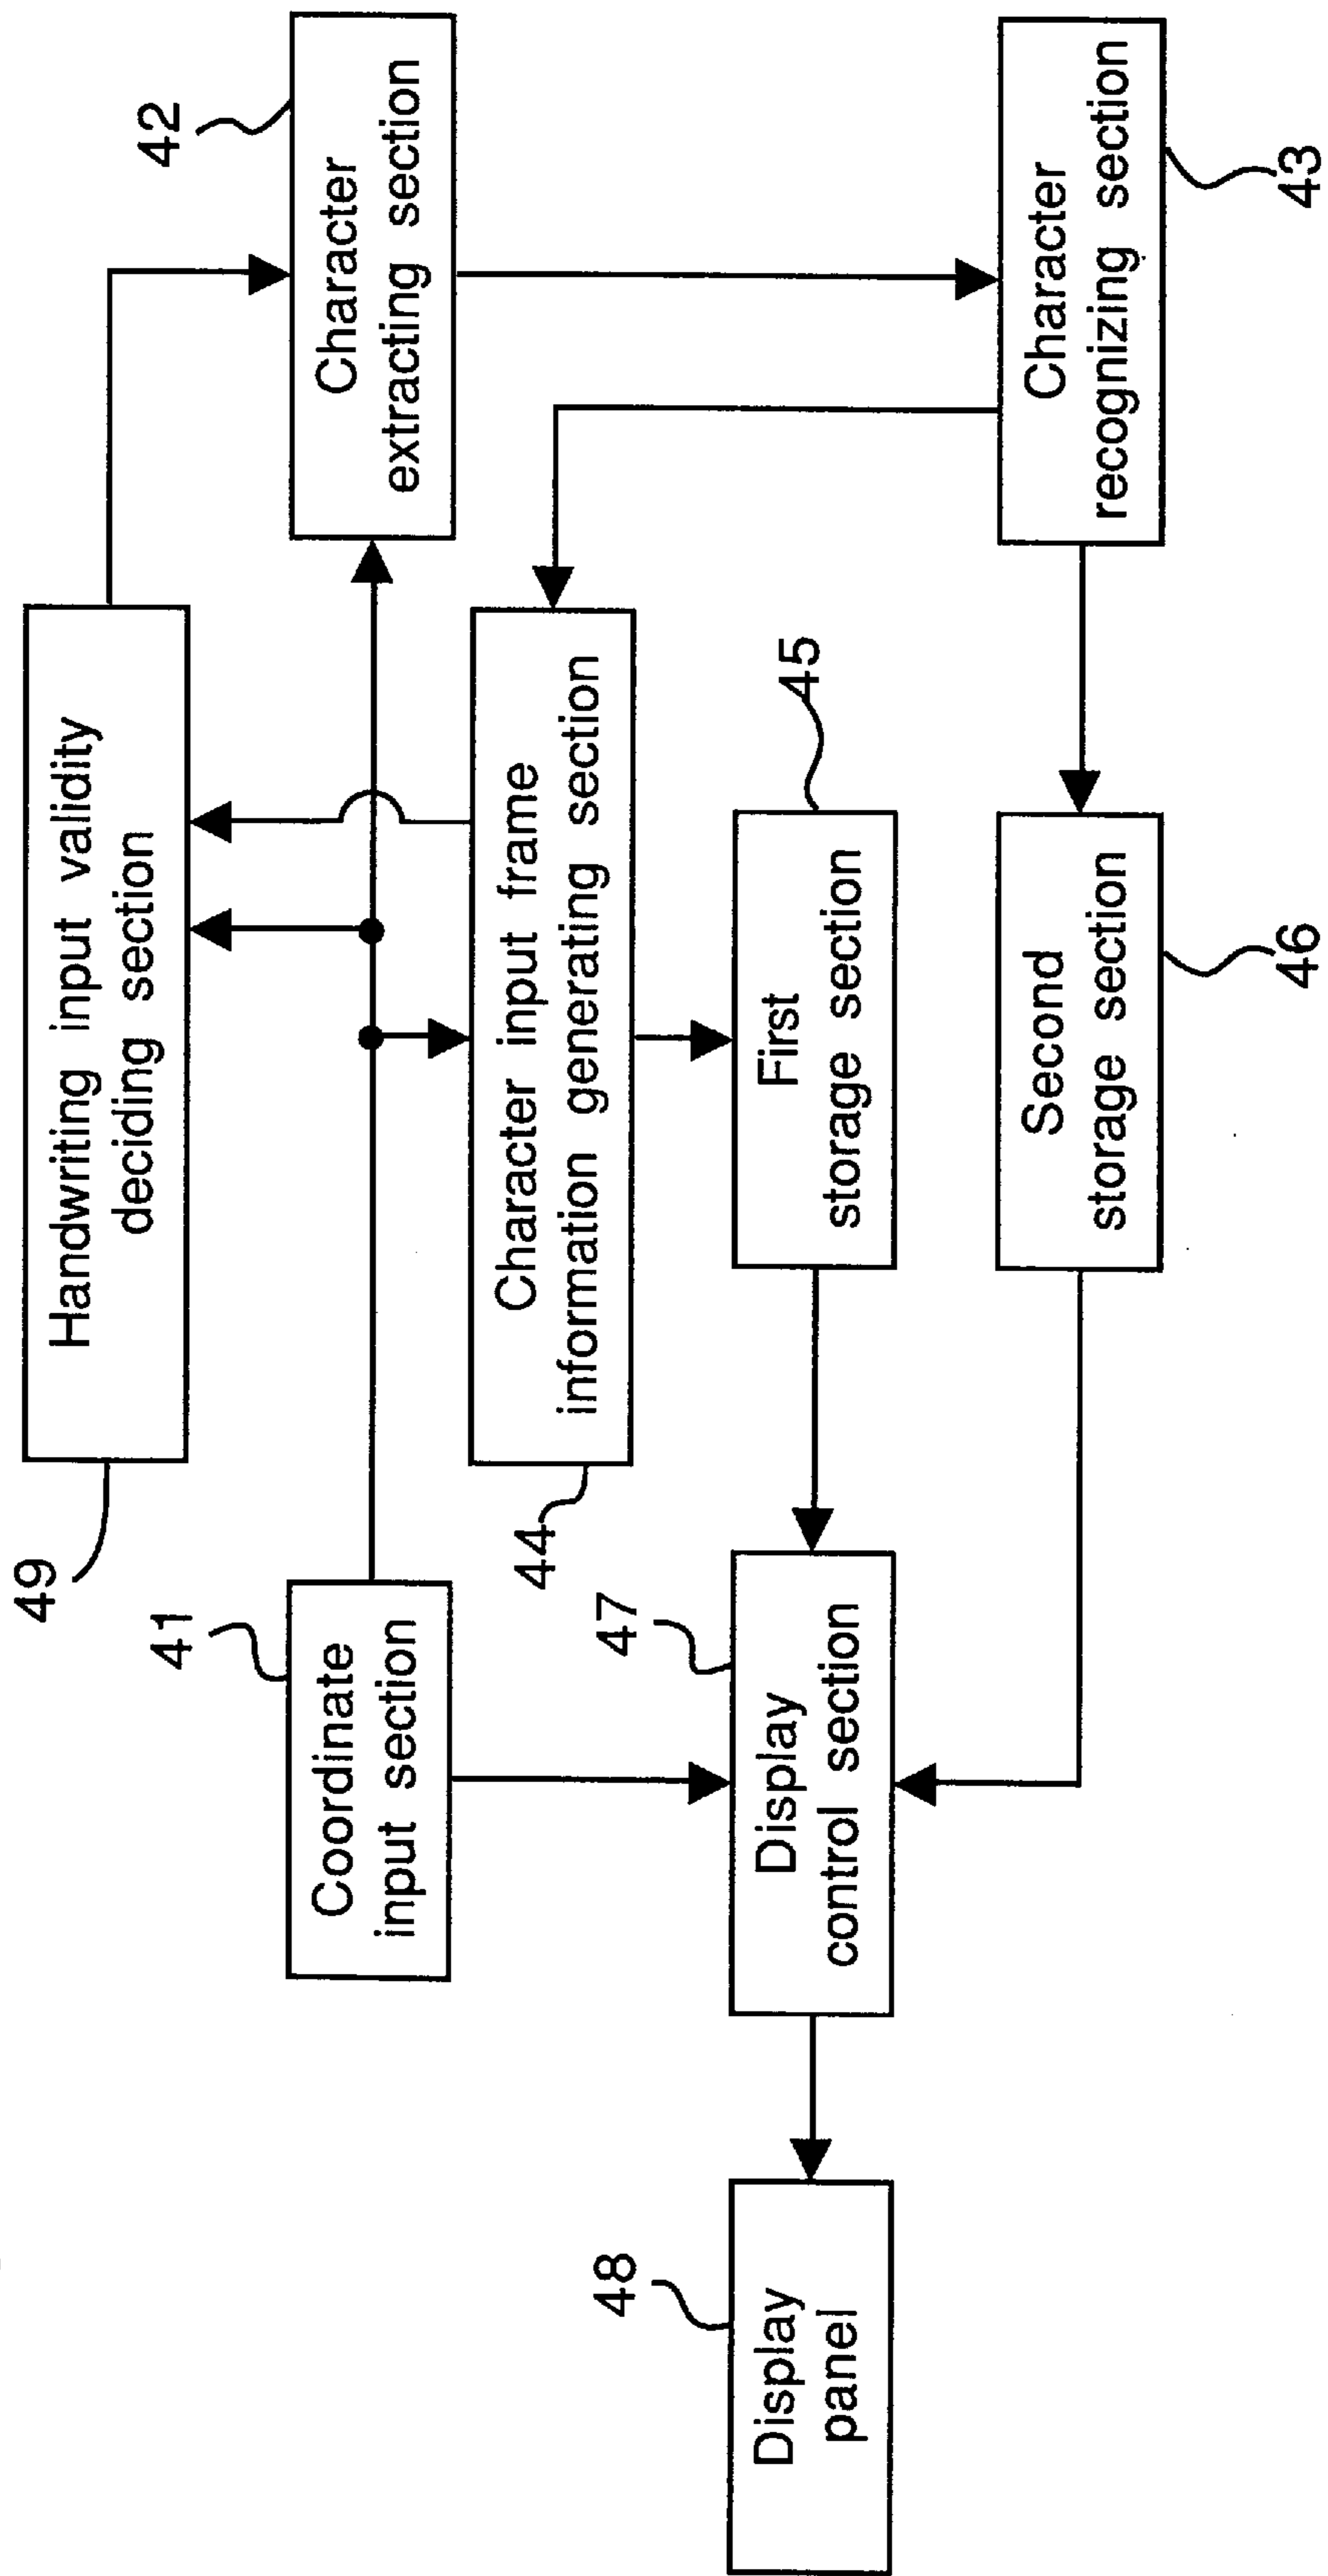 49
Handwriting input validity
deciding section
41
Coordinate
input section
42
Character
extracting section
44
Character input frame
information generating section
48
Display
panel
47
Display
control section
45
First
storage section
Second
storage section
46
Character
recognizing section
43